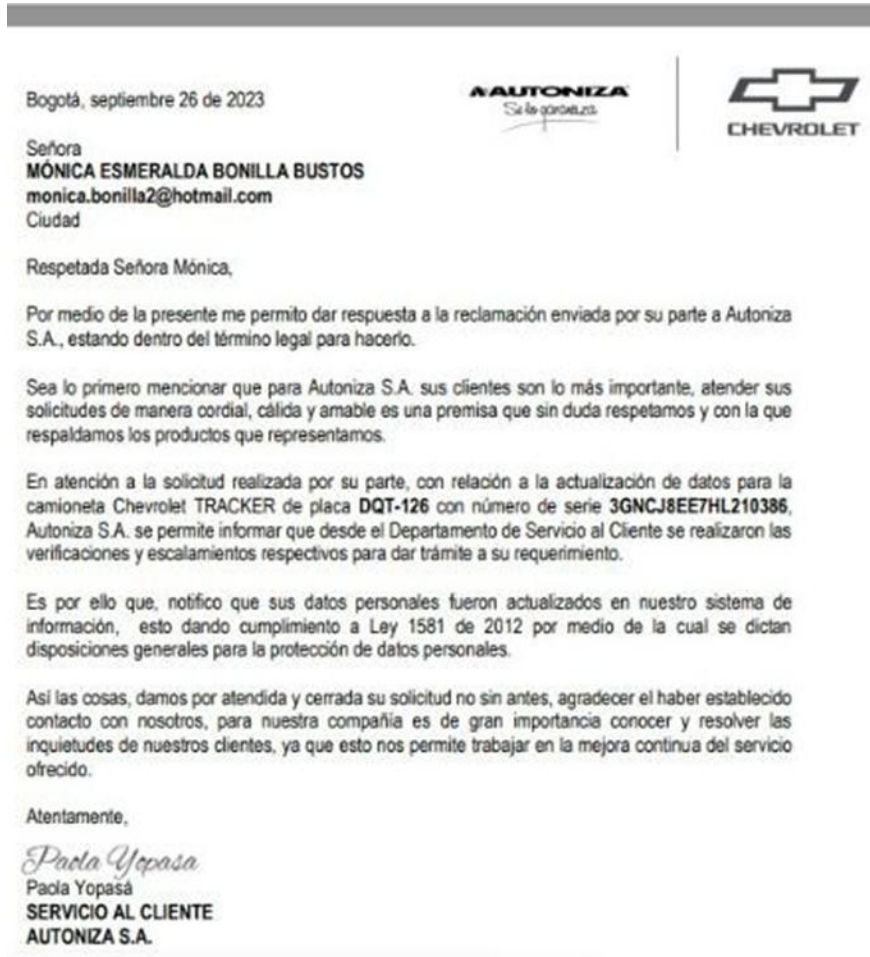 Bogotá, septiembre 26 de 2023
AUTONIZA
Se lo garantiza
CHEVROLET
Señora
MÓNICA ESMERALDA BONILLA BUSTOS
monica.bonilla2@hotmail.com
Ciudad
Respetada Señora Mónica,
Por medio de la presente me permito dar respuesta a la reclamación enviada por su parte a Autoniza
S.A., estando dentro del término legal para hacerlo.
Sea lo primero mencionar que para Autoniza S.A. sus clientes son lo más importante, atender sus
solicitudes de manera cordial, cálida y amable es una premisa que sin duda respetamos y con la que
respaldamos los productos que representamos.
En atención a la solicitud realizada por su parte, con relación a la actualización de datos para la
camioneta Chevrolet TRACKER de placa DQT-126 con número de serie 3GNCJ8EE7HL210386,
Autoniza S.A. se permite informar que desde el Departamento de Servicio al Cliente se realizaron las
verificaciones y escalamientos respectivos para dar trámite a su requerimiento.
Es por ello que, notifico que sus datos personales fueron actualizados en nuestro sistema de
información, esto dando cumplimiento a Ley 1581 de 2012 por medio de la cual se dictan
disposiciones generales para la protección de datos personales.
Así las cosas, damos por atendida y cerrada su solicitud no sin antes, agradecer el haber establecido
contacto con nosotros, para nuestra compañía es de gran importancia conocer y resolver las
inquietudes de nuestros clientes, ya que esto nos permite trabajar en la mejora continua del servicio
ofrecido.
Atentamente,
Paola Yopasa
Paola Yopasá
SERVICIO AL CLIENTE
AUTONIZA S.A.